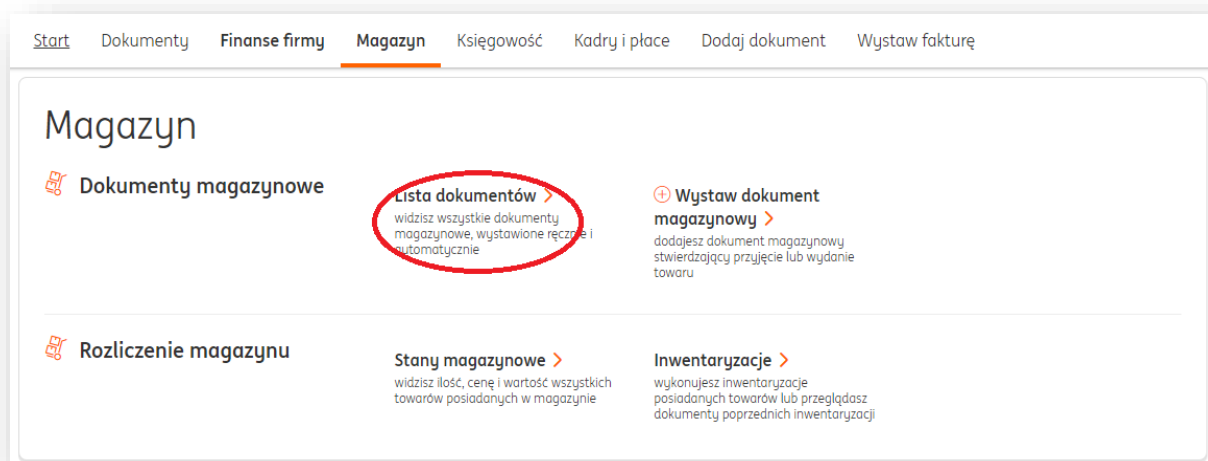 Start Dokumenty Finanse firmy Magazyn Księgowość Kadry i płace Dodaj dokument Wystaw fakturę
Magazyn
Dokumenty magazynowe
Lista dokumentów >
widzisz wszystkie dokumenty
magazynowe, wystawione ręcznie i
automatycznie
Wystaw dokument
magazynowy >
dodajesz dokument magazynowy
stwierdzający przyjęcie lub wydanie
towaru
Rozliczenie magazynu
Stany magazynowe >
widzisz ilość, cenę i wartość wszystkich
towarów posiadanych w magazynie
Inwentaryzacje >
wykonujesz inwentaryzacje
posiadanych towarów lub przeglądasz
dokumenty poprzednich inwentaryzacji